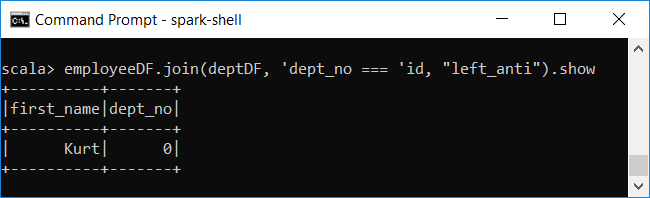 Command Prompt - spark-shell
scala> employeeDF.join(deptDF, 'dept_no === 'id, "left_anti").show
+----------+-------+
|first_name|dept_no|
+----------+-------+
|      Kurt|      0|
+----------+-------+